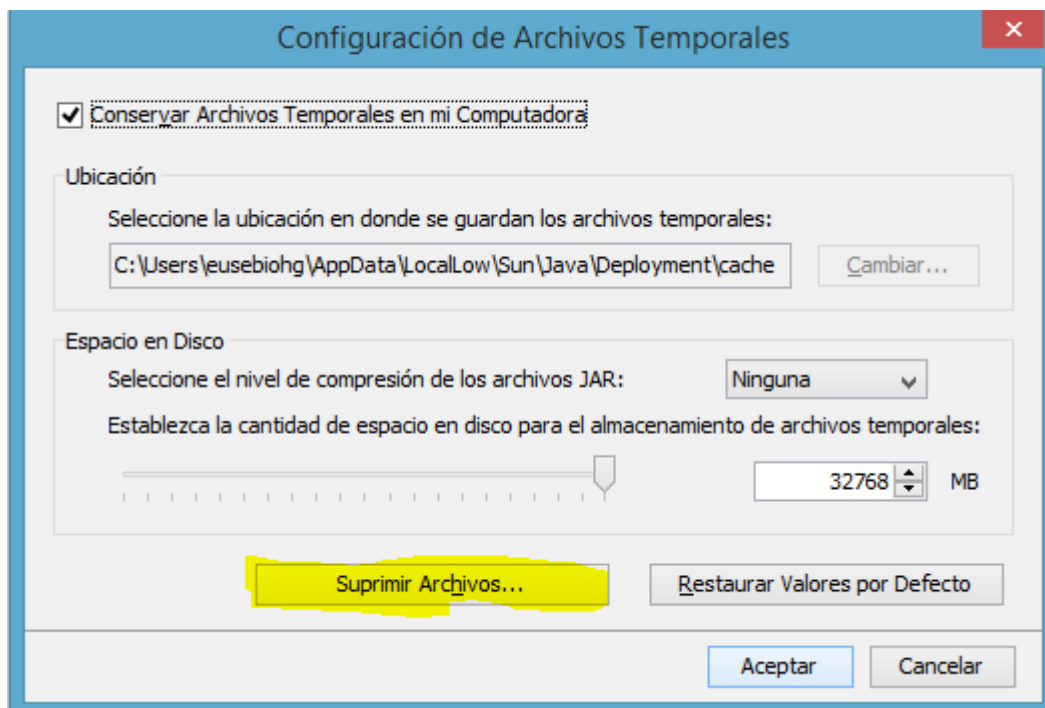 Configuración de Archivos Temporales
Conservar Archivos Temporales en mi Computadora
Ubicación
Seleccione la ubicación en donde se guardan los archivos temporales:
C:\Users\eusebiohg\AppData\LocalLow\Sun\Java\Deployment\cache
Cambiar...
Espacio en Disco
Seleccione el nivel de compresión de los archivos JAR:
Ninguna
Establezca la cantidad de espacio en disco para el almacenamiento de archivos temporales:
32768 MB
Suprimir Archivos...
Restaurar Valores por Defecto
Aceptar
Cancelar